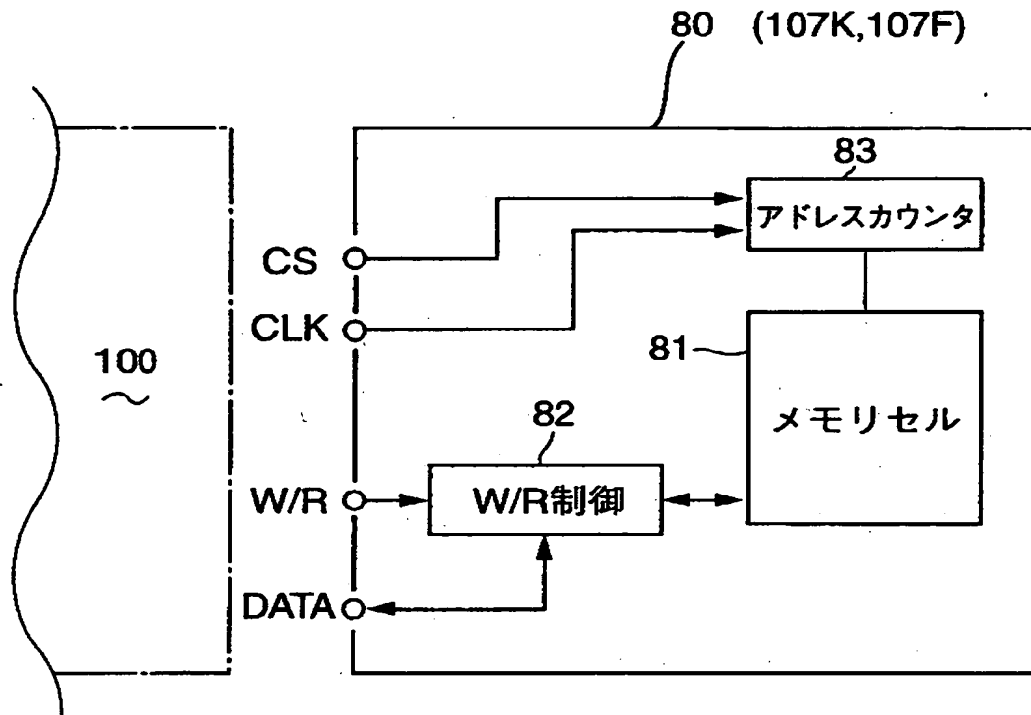 80 (107K,107F)
83
アドレスカウンタ
CS
CLK
81
100
メモリセル
82
W/R
W/R制御
DATA